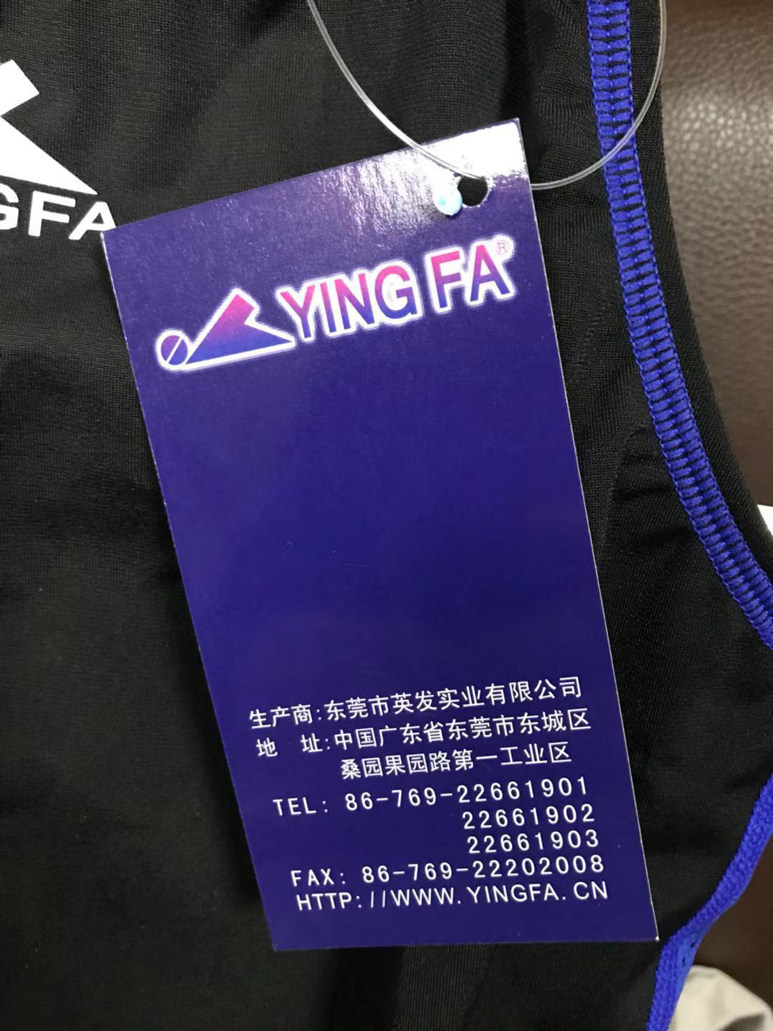 GFA
YING FA®
生产商:东莞市英发实业有限公司
地 址:中国广东省东莞市东城区
桑园果园路第一工业区
TEL: 86-769-22661901
22661902
22661903
FAX: 86-769-22202008
HTTP://WWW.YINGFA.CN